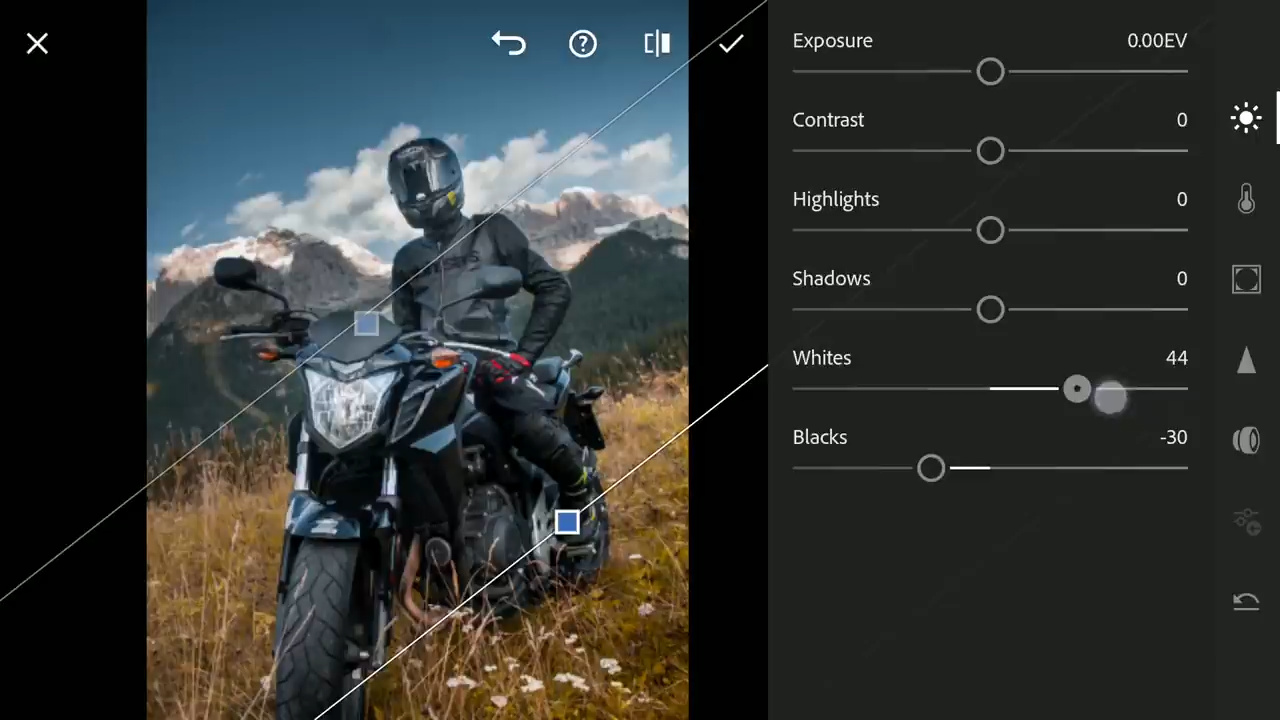 Exposure 0.00EV
Contrast 0
Highlights 0
Shadows 0
Whites 44
Blacks -30